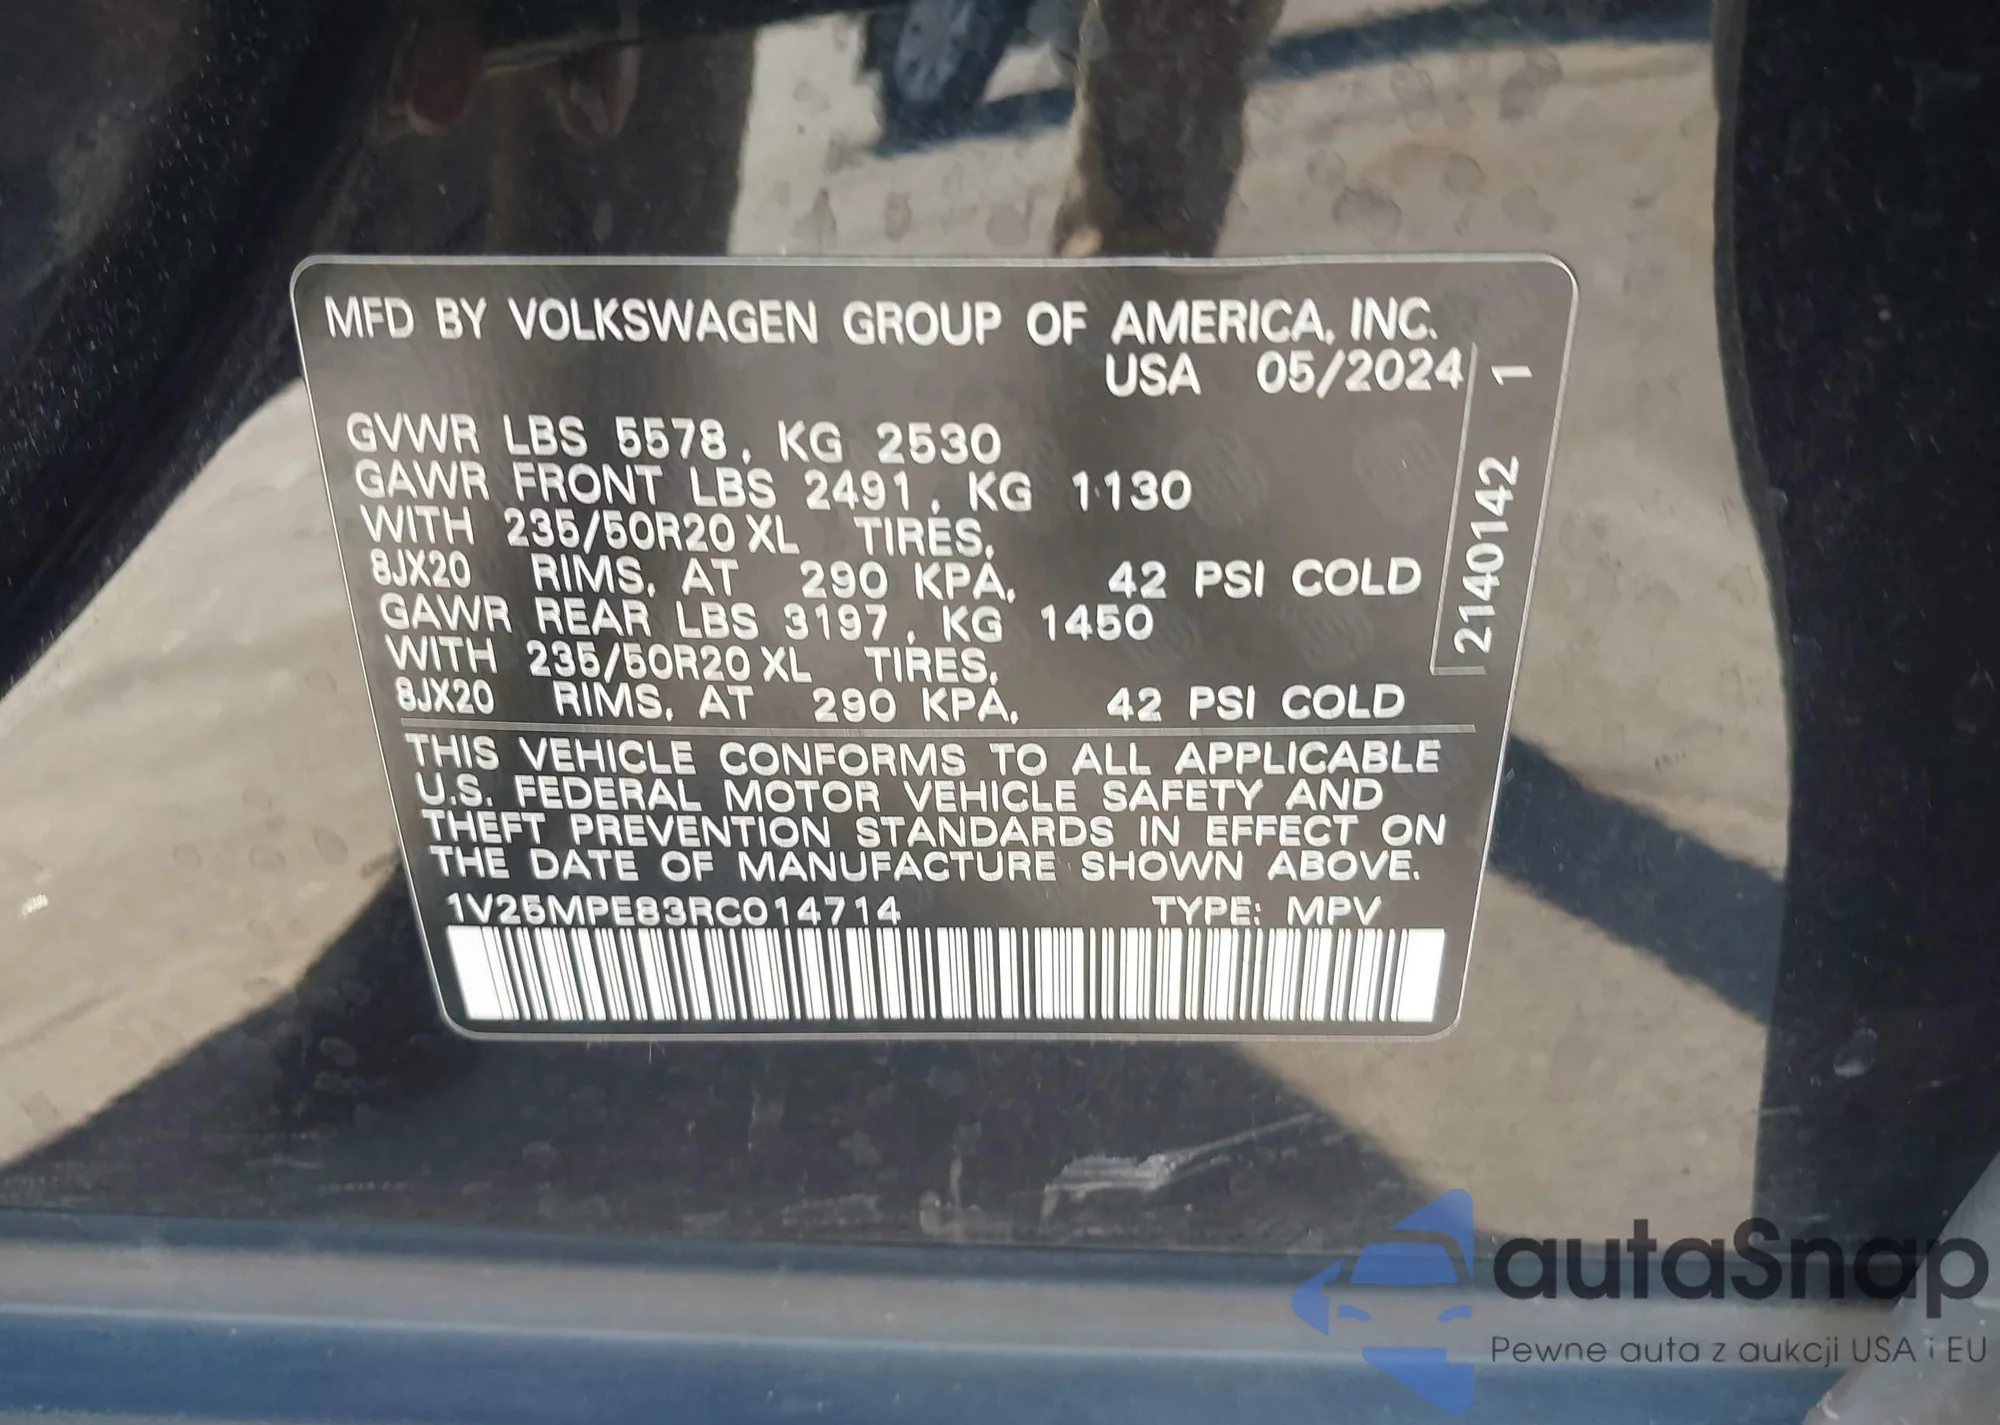 MFD BY VOLKSWAGEN GROUP OF AMERICA, INC.
USA 05/2024
GVWR LBS 5578, KG 2530
GAWR FRONT LBS 2491, KG 1130
WITH 235/50R20 XL TIRES,
8JX20 RIMS, AT 290 KPA, 42 PSI COLD
GAWR REAR LBS 3197, KG 1450
WITH 235/50R20 XL TIRES,
8JX20 RIMS, AT 290 KPA, 42 PSI COLD
THIS VEHICLE CONFORMS TO ALL APPLICABLE
U.S. FEDERAL MOTOR VEHICLE SAFETY AND
THEFT PREVENTION STANDARDS IN EFFECT ON
THE DATE OF MANUFACTURE SHOWN ABOVE.
1V25MPE83RC014714 TYPE: MPV
2140142 1
autaSnap
Pewne auta z aukcji USA i EU